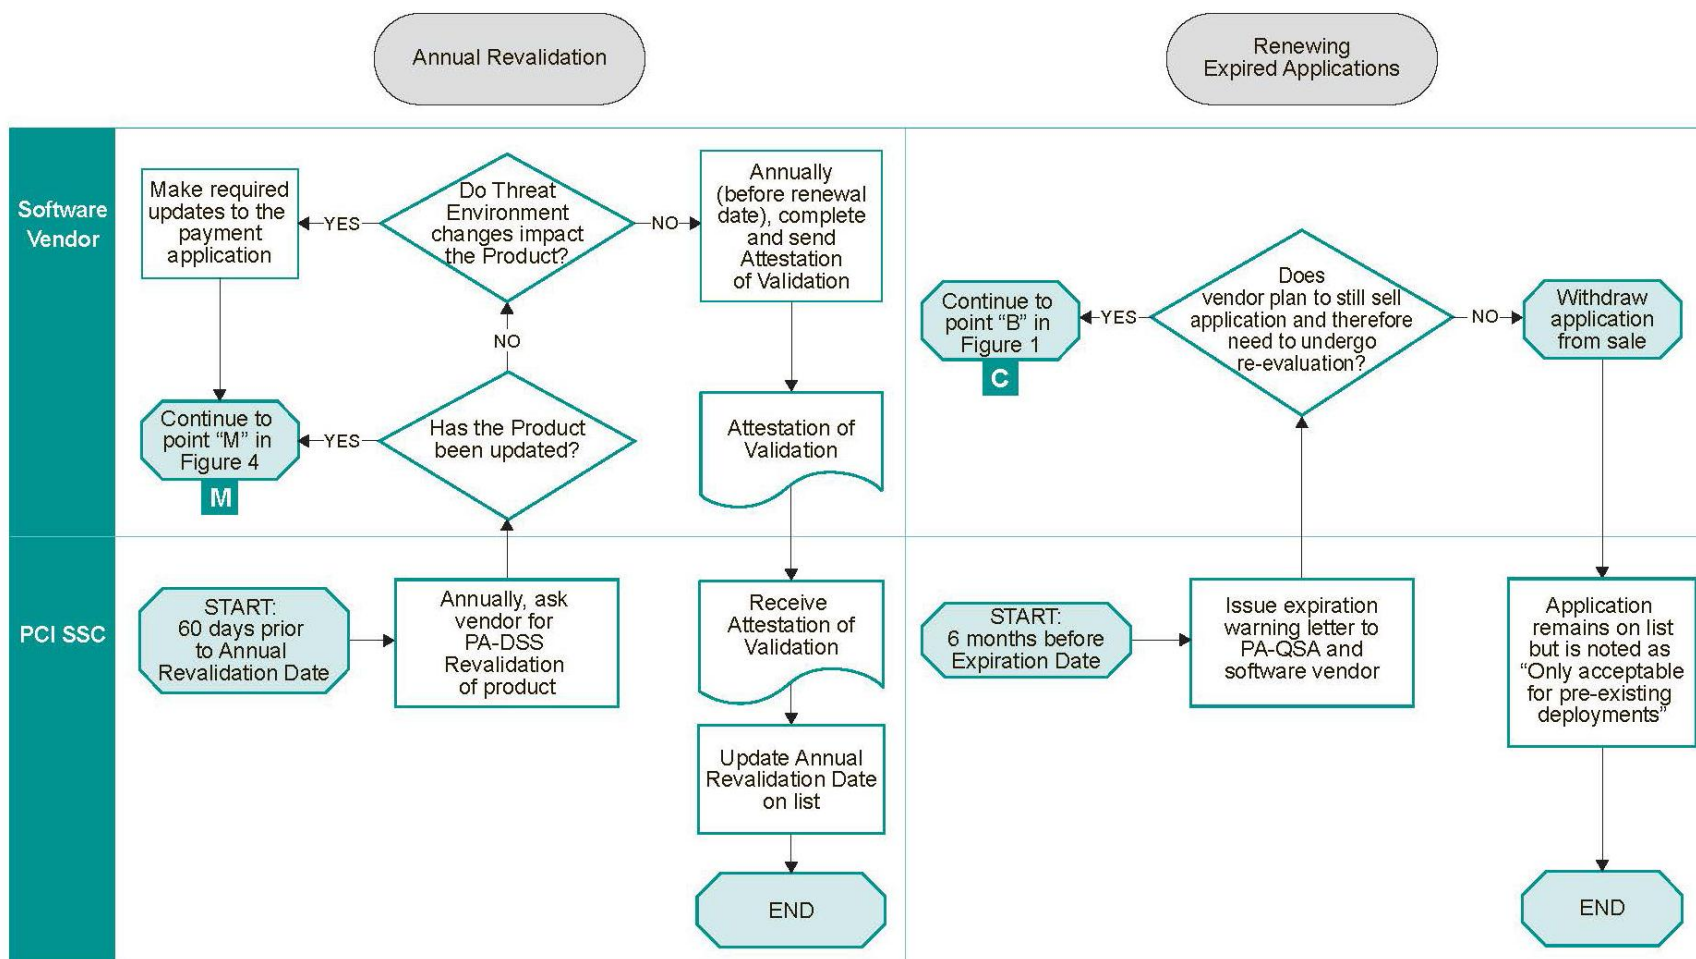 Annual Revalidation
Renewing
Expired Applications
Software
Vendor
Make required
updates to the
payment
application
YES
Do Threat
Environment
changes impact
the Product?
NO
Annually
(before renewal
date), complete
and send
Attestation
of Validation
NO
Continue to
point “M” in
Figure 4
M
YES
Has the Product
been updated?
Attestation of
Validation
Continue to
point “B” in
Figure 1
C
YES
Does
vendor plan to still sell
application and therefore
need to undergo
re-evaluation?
NO
Withdraw
application
from sale
PCI SSC
START:
60 days prior
to Annual
Revalidation Date
Annually, ask
vendor for
PA-DSS
Revalidation
of product
Receive
Attestation of
Validation
Update Annual
Revalidation Date
on list
END
START:
6 months before
Expiration Date
Issue expiration
warning letter to
PA-QSA and
software vendor
Application
remains on list
but is noted as
“Only acceptable
for pre-existing
deployments”
END